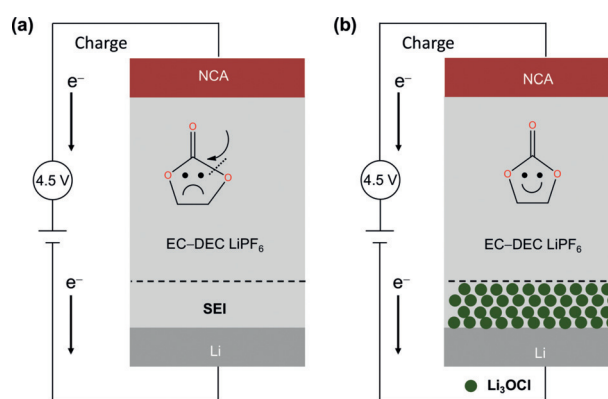 (a)
Charge
e⁻
NCA
O
O
O
4.5 V
EC–DEC LiPF₆
e⁻
SEI
Li
(b)
Charge
e⁻
NCA
O
O
O
4.5 V
EC–DEC LiPF₆
e⁻
Li
Li₃OCl